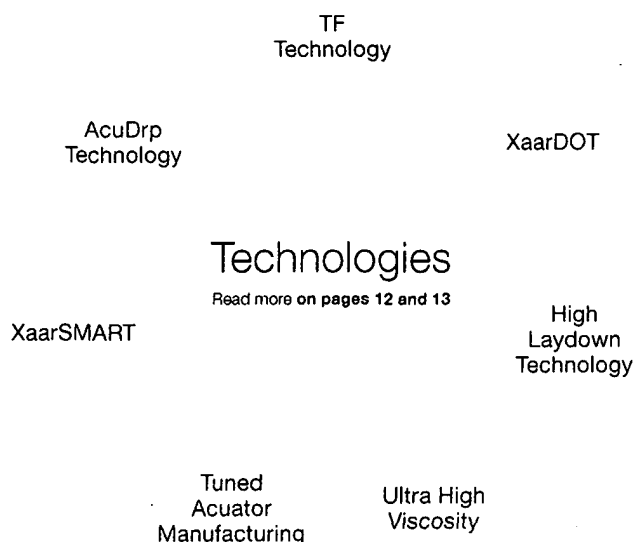 TF
Technology
AcuDrp
Technology
XaarDOT
Technologies
Read more on pages 12 and 13
XaarSMART
High
Laydown
Technology
Tuned
Acuator
Manufacturing
Ultra High
Viscosity